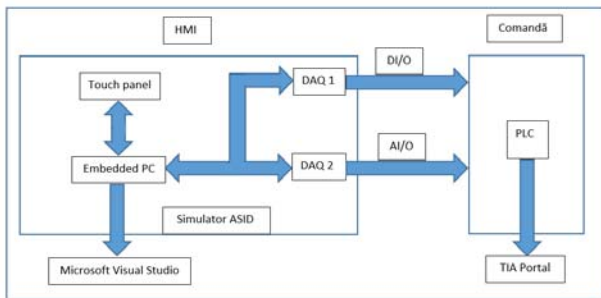 HMI
Comandă
Touch panel
DAQ 1
DI/O
Embedded PC
DAQ 2
AI/O
PLC
Simulator ASID
Microsoft Visual Studio
TIA Portal